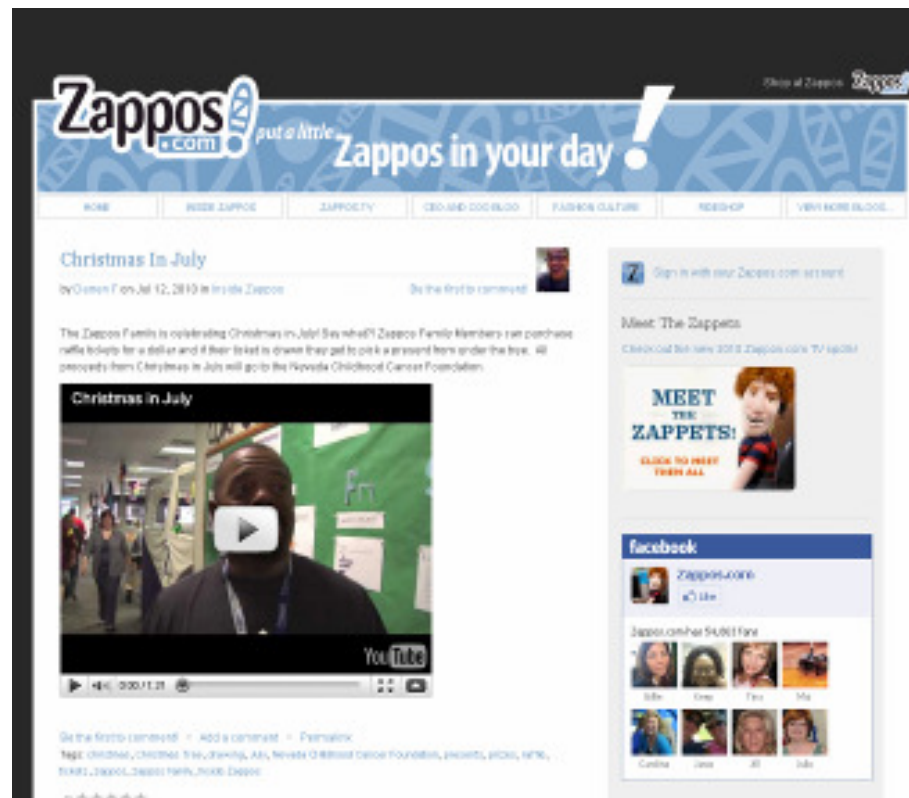 Shop at Zappos Zappos!
Zappos!
.com
put a little Zappos in your day!
HOME INSIDE ZAPPOS ZAPPOS TV CEO AND COO BLOG FASHION CULTURE RIDESHOP VIEW MORE BLOGS...
Christmas In July
by Darren F on Jul 12, 2010 in Inside Zappos
Be the first to comment!
The Zappos Family is celebrating Christmas in July! Say what?! Zappos Family Members can purchase
raffle tickets for a dollar and if their ticket is drawn they get to pick a present from under the tree. All
proceeds from Christmas in July will go to the Nevada Childhood Cancer Foundation.
Christmas in July
YouTube
0:00 / 1:21
Be the first to comment! • Add a comment • Permalink
Tags: christmas, christmas tree, drawing, July, Nevada Childhood Cancer Foundation, presents, prizes, raffle,
tickets, zappos, Zappos Family, Inside Zappos
Z Sign in with your Zappos.com account
Meet The Zappets
Check out the new 2010 Zappos.com TV spots!
MEET
THE
ZAPPETS!
CLICK TO MEET
THEM ALL
facebook
Zappos.com
Like
Zappos.com has Fans
Tina Mia
Carolina Jill Julie